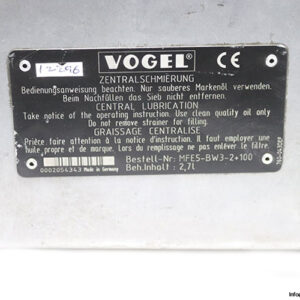 12296
VOGEL® CE
ZENTRALSCHMIERUNG
Bedienungsanweisung beachten. Nur sauberes Markenöl verwenden.
Beim Nachfüllen das Sieb nicht entfernen.
CENTRAL LUBRICATION
Take notice of the operating instruction. Use clean quality oil only
Do not remove strainer for filling.
GRAISSAGE CENTRALISE
Prière faire attention à la notice d'instruction. Il faut employer une
huile propre et de marque. Lors du remplissage ne pas enlever le filtre.
Bestell-Nr: MFE5-BW3-2+100
0002054343 Made in Germany Beh.Inhalt: 2,7l